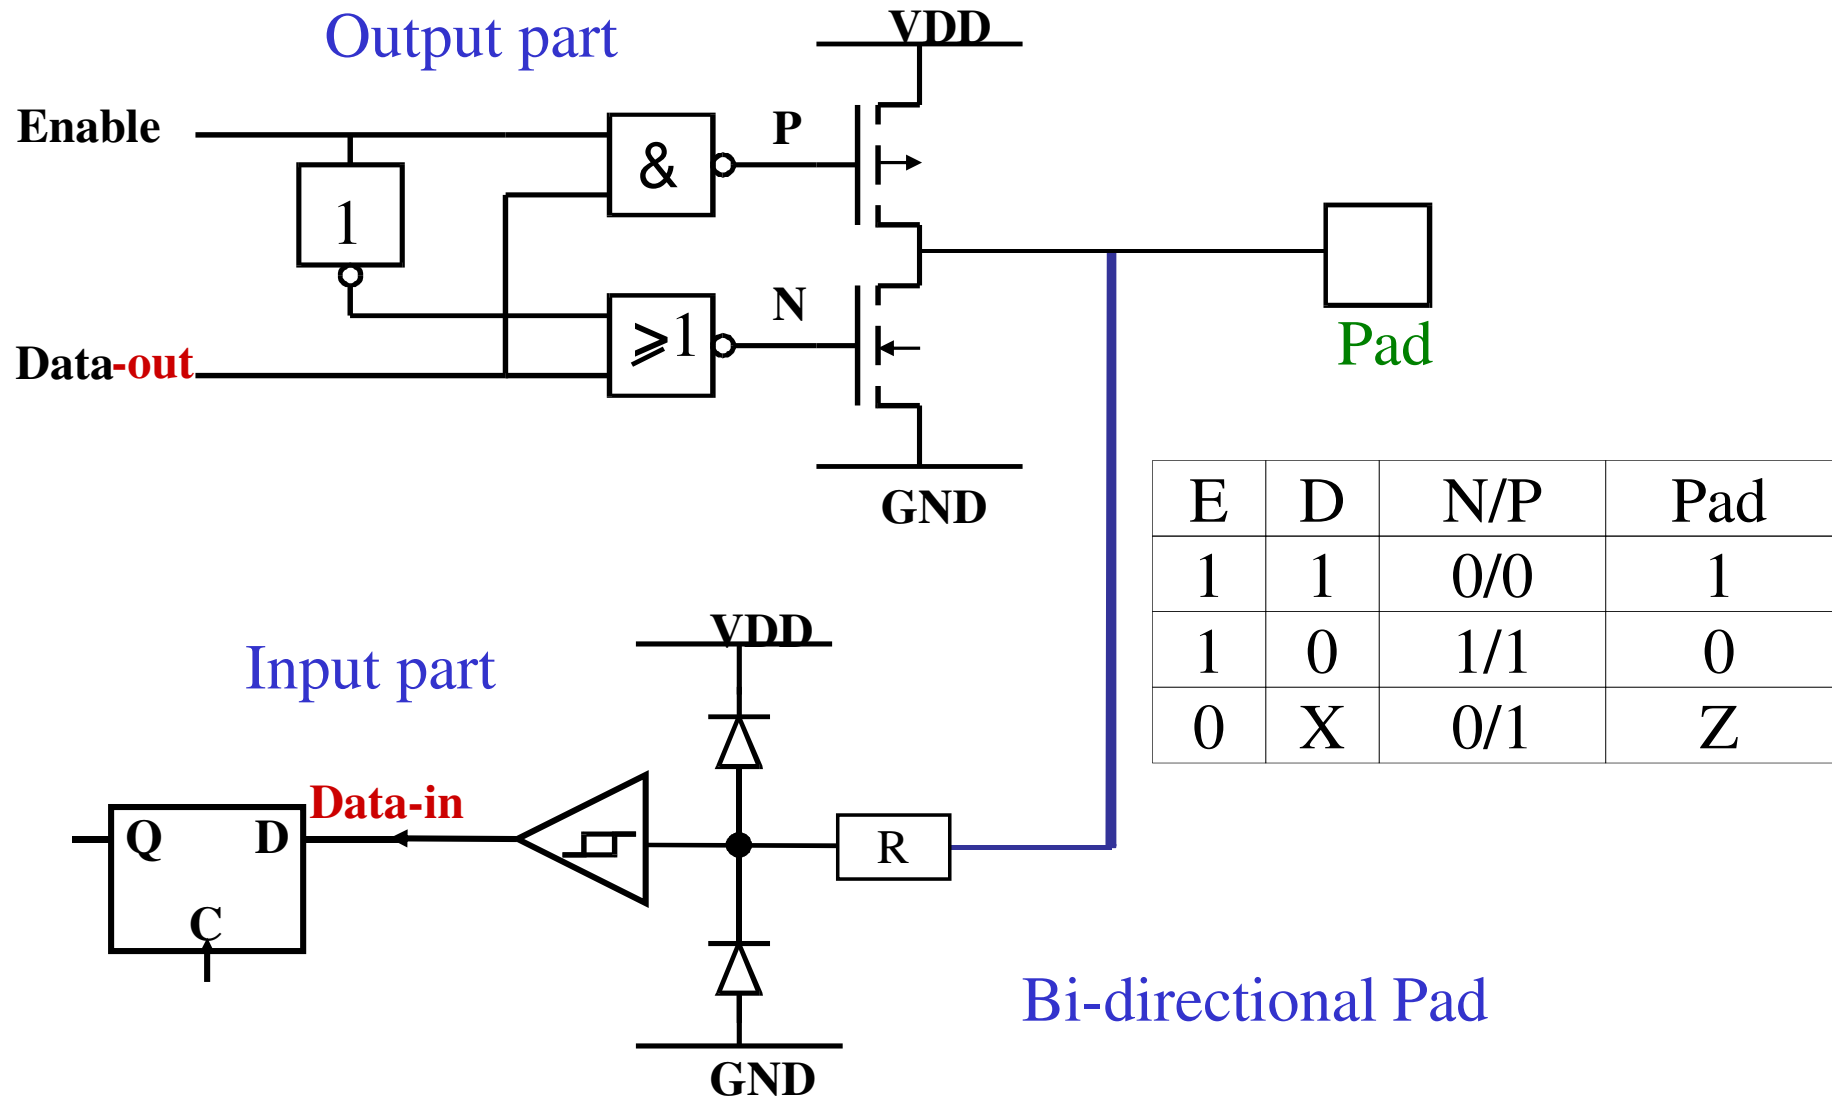 Output part
VDD
Enable
P
&
1
N
≥1
Data-out
Pad
GND
E D N/P Pad
1 1 0/0 1
1 0 1/1 0
0 X 0/1 Z
VDD
Input part
Data-in
Q D
R
C
Bi-directional Pad
GND